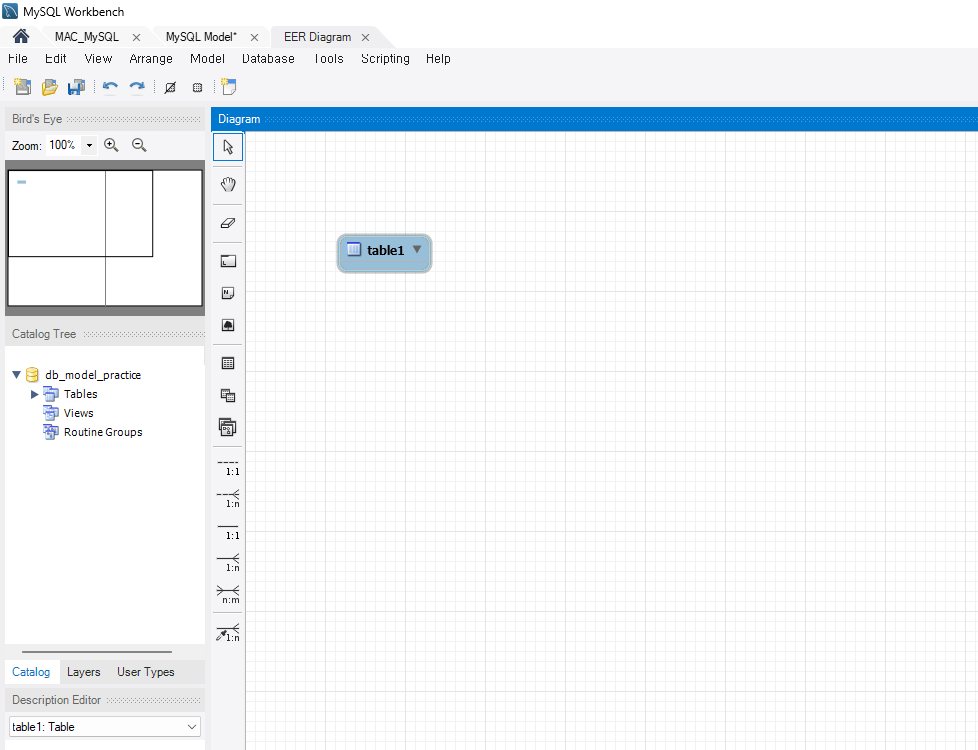 MySQL Workbench
MAC_MySQL MySQL Model* EER Diagram
File Edit View Arrange Model Database Tools Scripting Help
Bird's Eye
Diagram
Zoom: 100%
table1
Catalog Tree
db_model_practice
Tables
Views
Routine Groups
1:1
1:n
1:1
1:n
n:m
1:n
Catalog Layers User Types
Description Editor
table1: Table